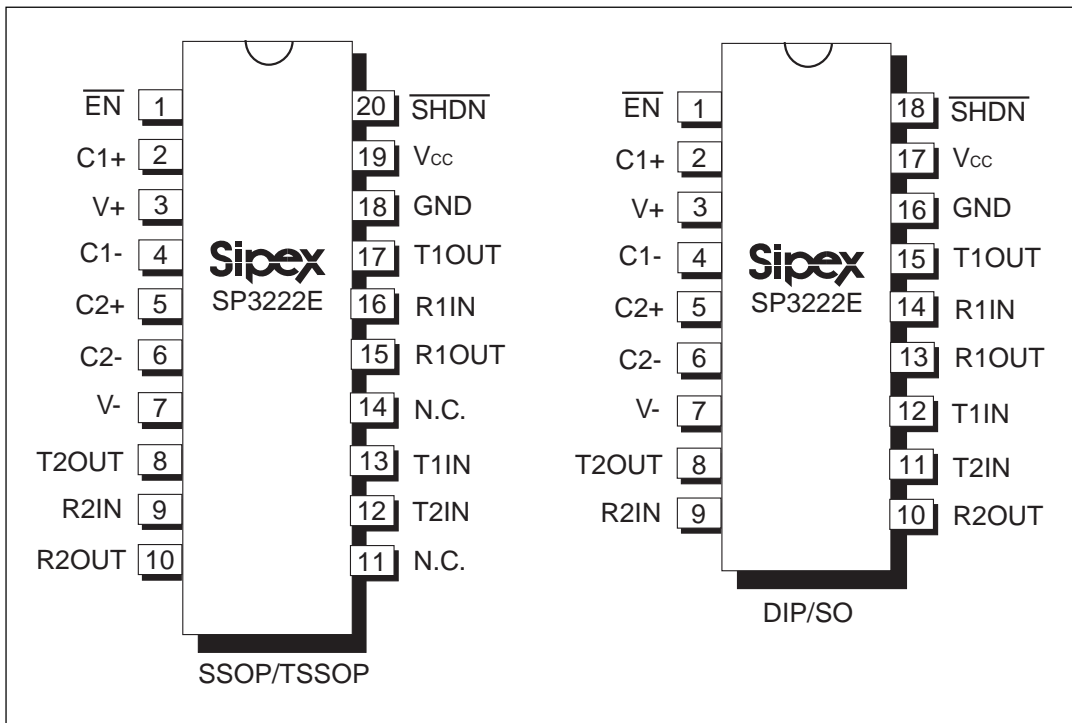 EN 1
C1+ 2
V+ 3
C1- 4
C2+ 5
C2- 6
V- 7
T2OUT 8
R2IN 9
R2OUT 10
Sipex
SP3222E
20 SHDN
19 Vcc
18 GND
17 T1OUT
16 R1IN
15 R1OUT
14 N.C.
13 T1IN
12 T2IN
11 N.C.
SSOP/TSSOP
EN 1
C1+ 2
V+ 3
C1- 4
C2+ 5
C2- 6
V- 7
T2OUT 8
R2IN 9
Sipex
SP3222E
18 SHDN
17 Vcc
16 GND
15 T1OUT
14 R1IN
13 R1OUT
12 T1IN
11 T2IN
10 R2OUT
DIP/SO